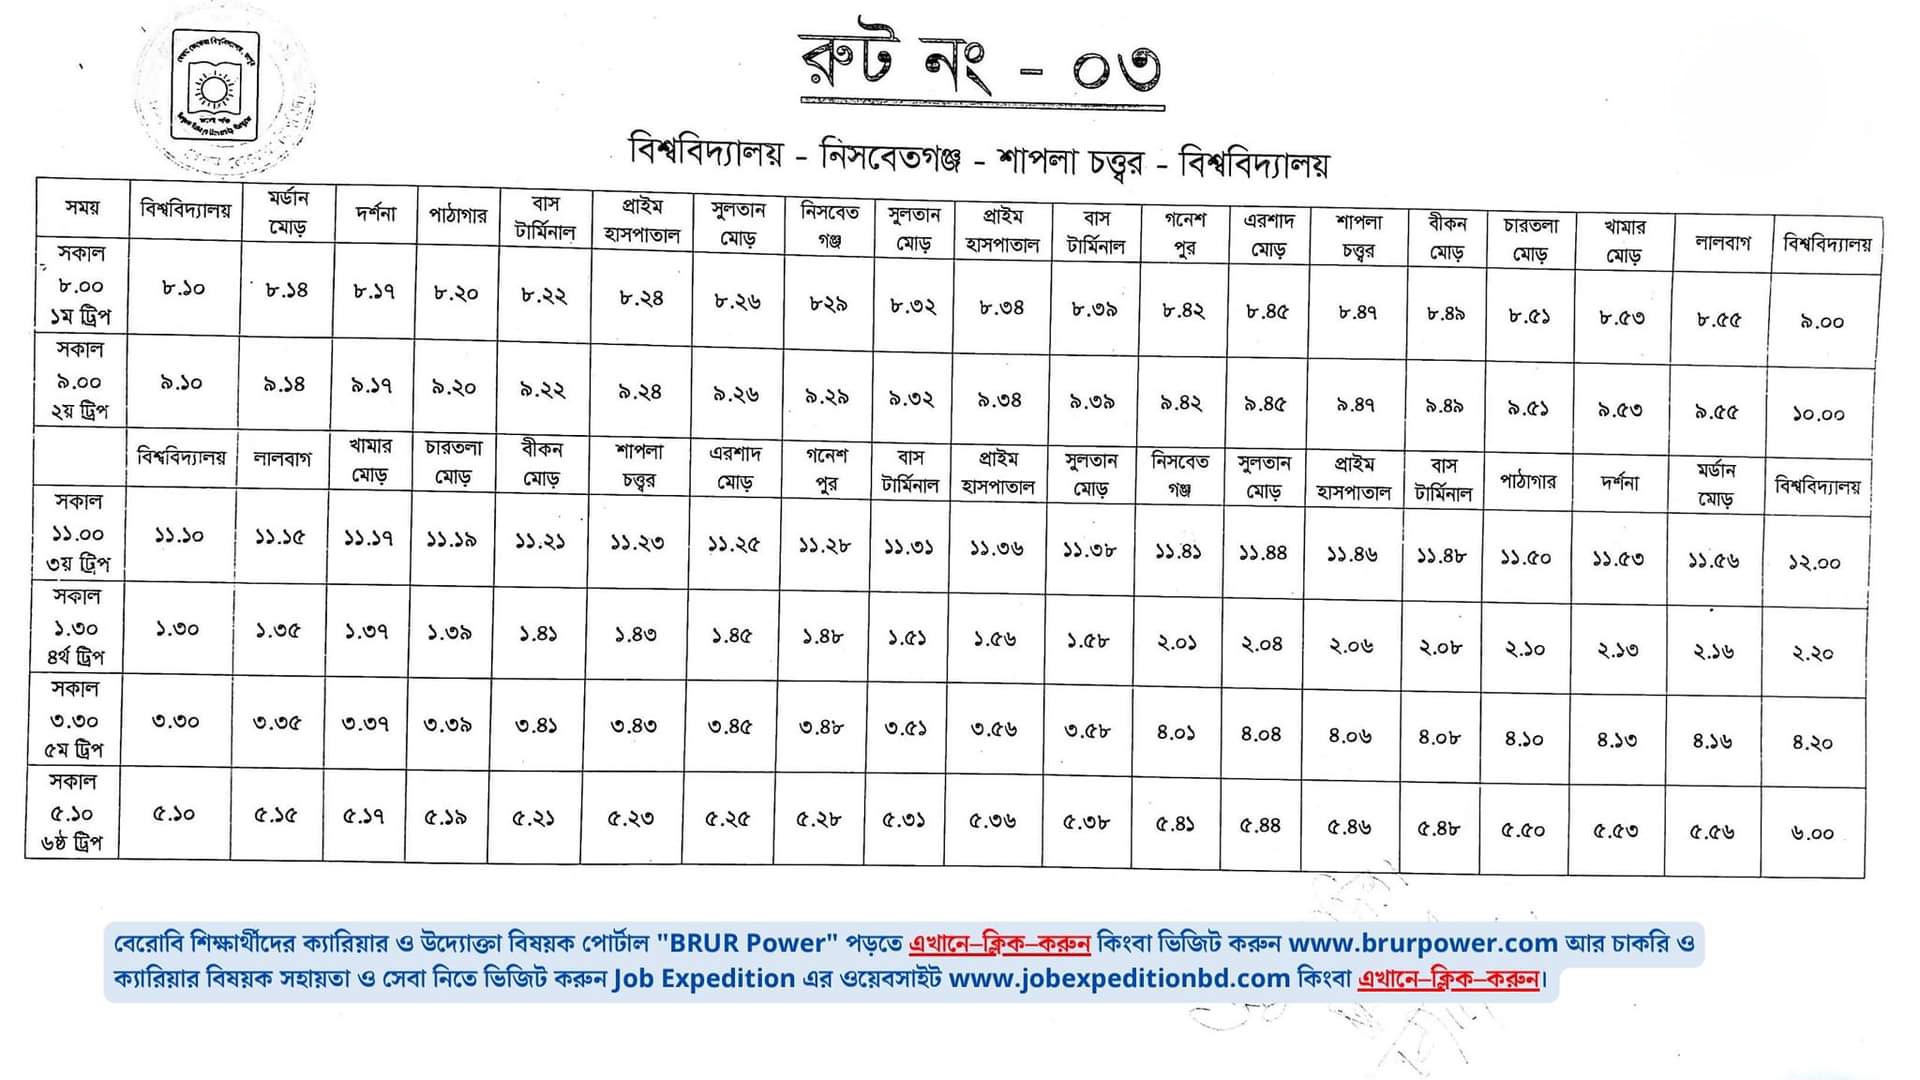 রুট নং - ০৩
বিশ্ববিদ্যালয় - নিসবেতগঞ্জ - শাপলা চত্ত্বর - বিশ্ববিদ্যালয়
সময় বিশ্ববিদ্যালয় মর্ডান মোড় দর্শনা পাঠাগার বাস টার্মিনাল প্রাইম হাসপাতাল সুলতান মোড় নিসবেত গঞ্জ সুলতান মোড় প্রাইম হাসপাতাল বাস টার্মিনাল গনেশ পুর এরশাদ মোড় শাপলা চত্ত্বর বীকন মোড় চারতলা মোড় খামার মোড় লালবাগ বিশ্ববিদ্যালয়
সকাল ৮.০০ ১ম ট্রিপ ৮.১০ ৮.১৪ ৮.১৭ ৮.২০ ৮.২২ ৮.২৪ ৮.২৬ ৮২৯ ৮.৩২ ৮.৩৪ ৮.৩৯ ৮.৪২ ৮.৪৫ ৮.৪৭ ৮.৪৯ ৮.৫১ ৮.৫৩ ৮.৫৫ ৯.০০
সকাল ৯.০০ ২য় ট্রিপ ৯.১০ ৯.১৪ ৯.১৭ ৯.২০ ৯.২২ ৯.২৪ ৯.২৬ ৯.২৯ ৯.৩২ ৯.৩৪ ৯.৩৯ ৯.৪২ ৯.৪৫ ৯.৪৭ ৯.৪৯ ৯.৫১ ৯.৫৩ ৯.৫৫ ১০.০০
বিশ্ববিদ্যালয় লালবাগ খামার মোড় চারতলা মোড় বীকন মোড় শাপলা চত্ত্বর এরশাদ মোড় গনেশ পুর বাস টার্মিনাল প্রাইম হাসপাতাল সুলতান মোড় নিসবেত গঞ্জ সুলতান মোড় প্রাইম হাসপাতাল বাস টার্মিনাল পাঠাগার দর্শনা মর্ডান মোড় বিশ্ববিদ্যালয়
সকাল ১১.০০ ৩য় ট্রিপ ১১.১০ ১১.১৫ ১১.১৭ ১১.১৯ ১১.২১ ১১.২৩ ১১.২৫ ১১.২৮ ১১.৩১ ১১.৩৬ ১১.৩৮ ১১.৪১ ১১.৪৪ ১১.৪৬ ১১.৪৮ ১১.৫০ ১১.৫৩ ১১.৫৬ ১২.০০
সকাল ১.৩০ ৪র্থ ট্রিপ ১.৩০ ১.৩৫ ১.৩৭ ১.৩৯ ১.৪১ ১.৪৩ ১.৪৫ ১.৪৮ ১.৫১ ১.৫৬ ১.৫৮ ২.০১ ২.০৪ ২.০৬ ২.০৮ ২.১০ ২.১৩ ২.১৬ ২.২০
সকাল ৩.৩০ ৫ম ট্রিপ ৩.৩০ ৩.৩৫ ৩.৩৭ ৩.৩৯ ৩.৪১ ৩.৪৩ ৩.৪৫ ৩.৪৮ ৩.৫১ ৩.৫৬ ৩.৫৮ ৪.০১ ৪.০৪ ৪.০৬ ৪.০৮ ৪.১০ ৪.১৩ ৪.১৬ ৪.২০
সকাল ৫.১০ ৬ষ্ঠ ট্রিপ ৫.১০ ৫.১৫ ৫.১৭ ৫.১৯ ৫.২১ ৫.২৩ ৫.২৫ ৫.২৮ ৫.৩১ ৫.৩৬ ৫.৩৮ ৫.৪১ ৫.৪৪ ৫.৪৬ ৫.৪৮ ৫.৫০ ৫.৫৩ ৫.৫৬ ৬.০০
বেরোবি শিক্ষার্থীদের ক্যারিয়ার ও উদ্যোক্তা বিষয়ক পোর্টাল "BRUR Power" পড়তে এখানে-ক্লিক-করুন কিংবা ভিজিট করুন www.brurpower.com আর চাকরি ও
ক্যারিয়ার বিষয়ক সহায়তা ও সেবা নিতে ভিজিট করুন Job Expedition এর ওয়েবসাইট www.jobexpeditionbd.com কিংবা এখানে-ক্লিক-করুন।